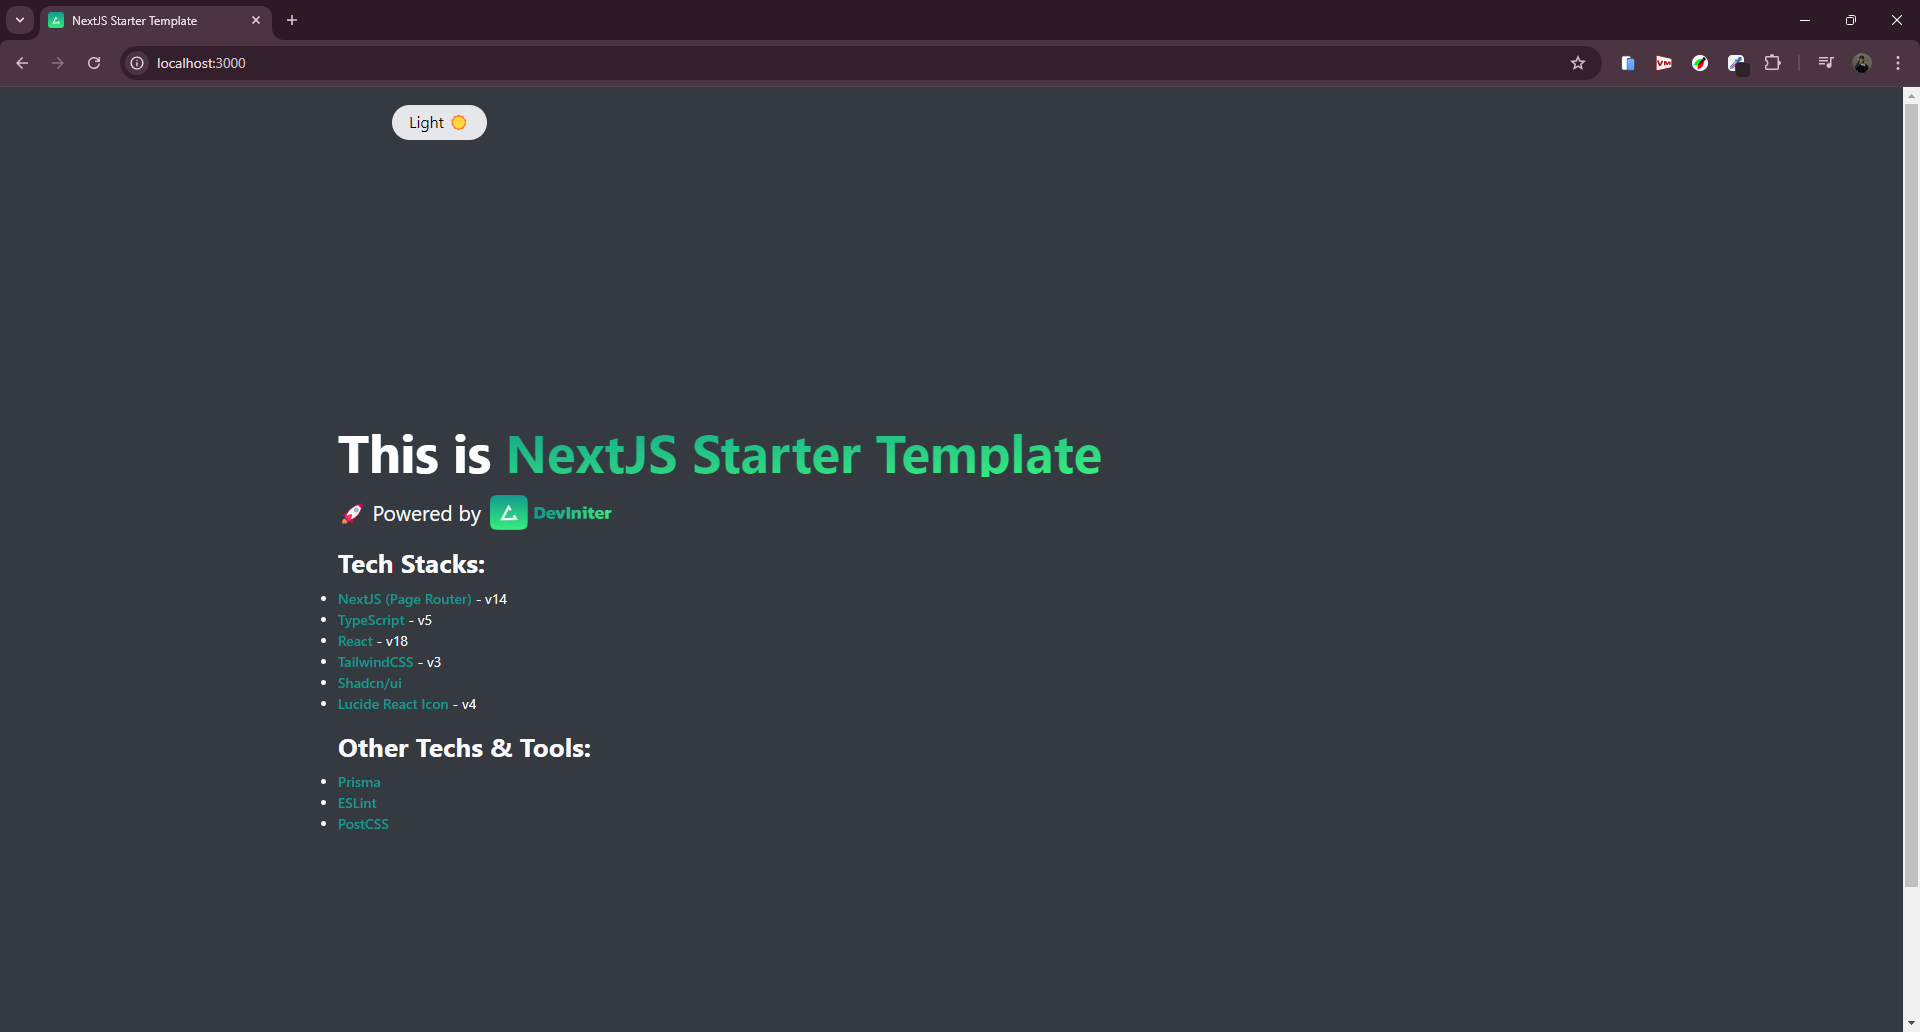 NextJS Starter Template
localhost:3000
VM
Light
This is NextJS Starter Template
🚀 Powered by DevIniter
Tech Stacks:
• NextJS (Page Router) - v14
• TypeScript - v5
• React - v18
• TailwindCSS - v3
• Shadcn/ui
• Lucide React Icon - v4
Other Techs & Tools:
• Prisma
• ESLint
• PostCSS